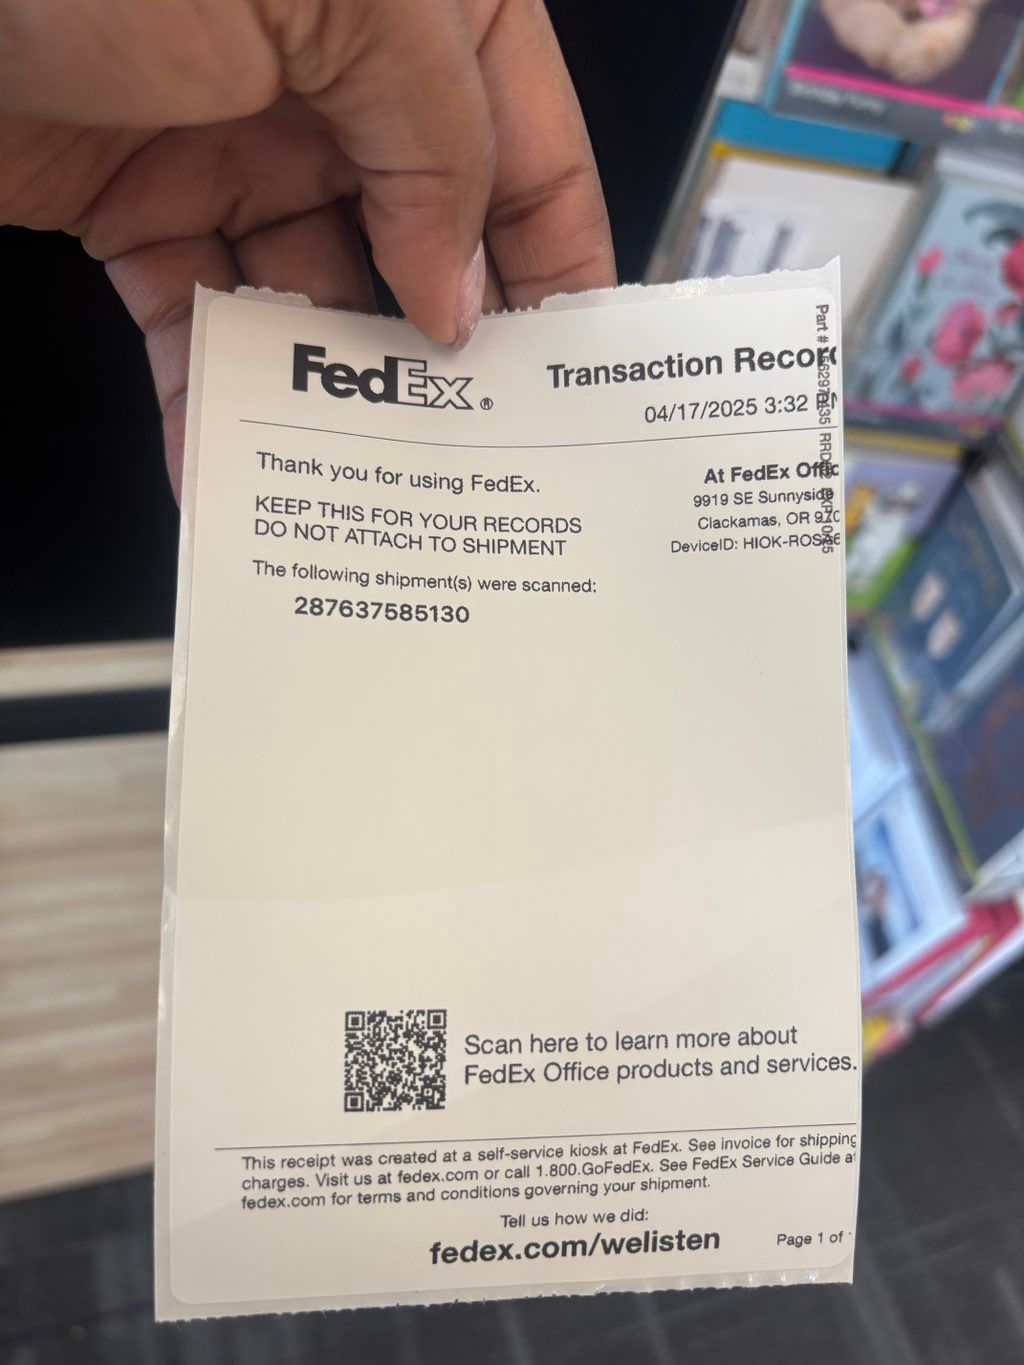 FedEx®
Transaction Recor
04/17/2025 3:32
Thank you for using FedEx.
KEEP THIS FOR YOUR RECORDS
DO NOT ATTACH TO SHIPMENT
At FedEx Offic
9919 SE Sunnyside
Clackamas, OR 970
DeviceID: HIOK-ROSA6
The following shipment(s) were scanned:
287637585130
Part #
Scan here to learn more about
FedEx Office products and services.
This receipt was created at a self-service kiosk at FedEx. See invoice for shipping
charges. Visit us at fedex.com or call 1.800.GoFedEx. See FedEx Service Guide at
fedex.com for terms and conditions governing your shipment.
Tell us how we did:
fedex.com/welisten
Page 1 of